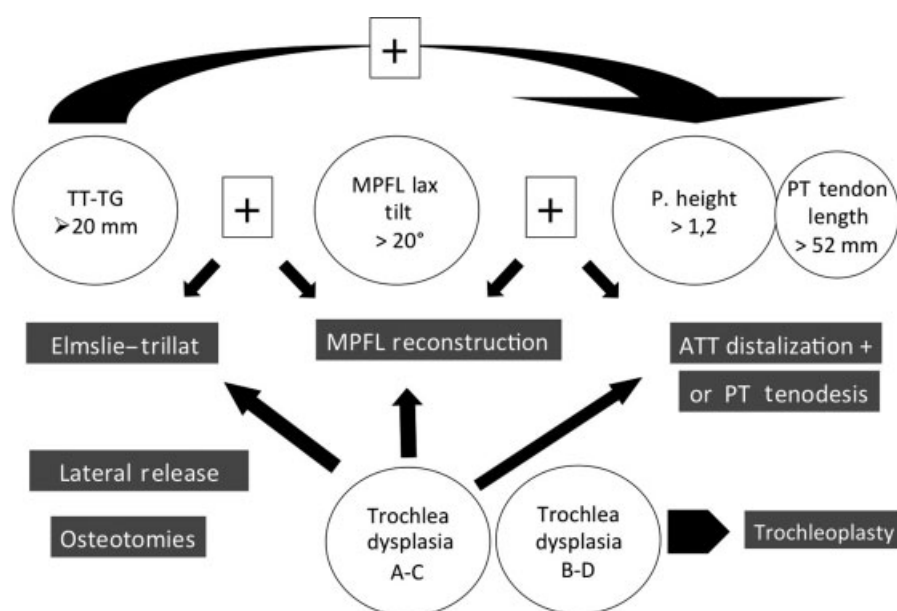 +
TT-TG
➢20 mm
+
MPFL lax
tilt
> 20°
+
P. height
> 1,2
PT tendon
length
> 52 mm
Elmslie–trillat
MPFL reconstruction
ATT distalization +
or PT tenodesis
Lateral release
Osteotomies
Trochlea
dysplasia
A-C
Trochlea
dysplasia
B-D
Trochleoplasty